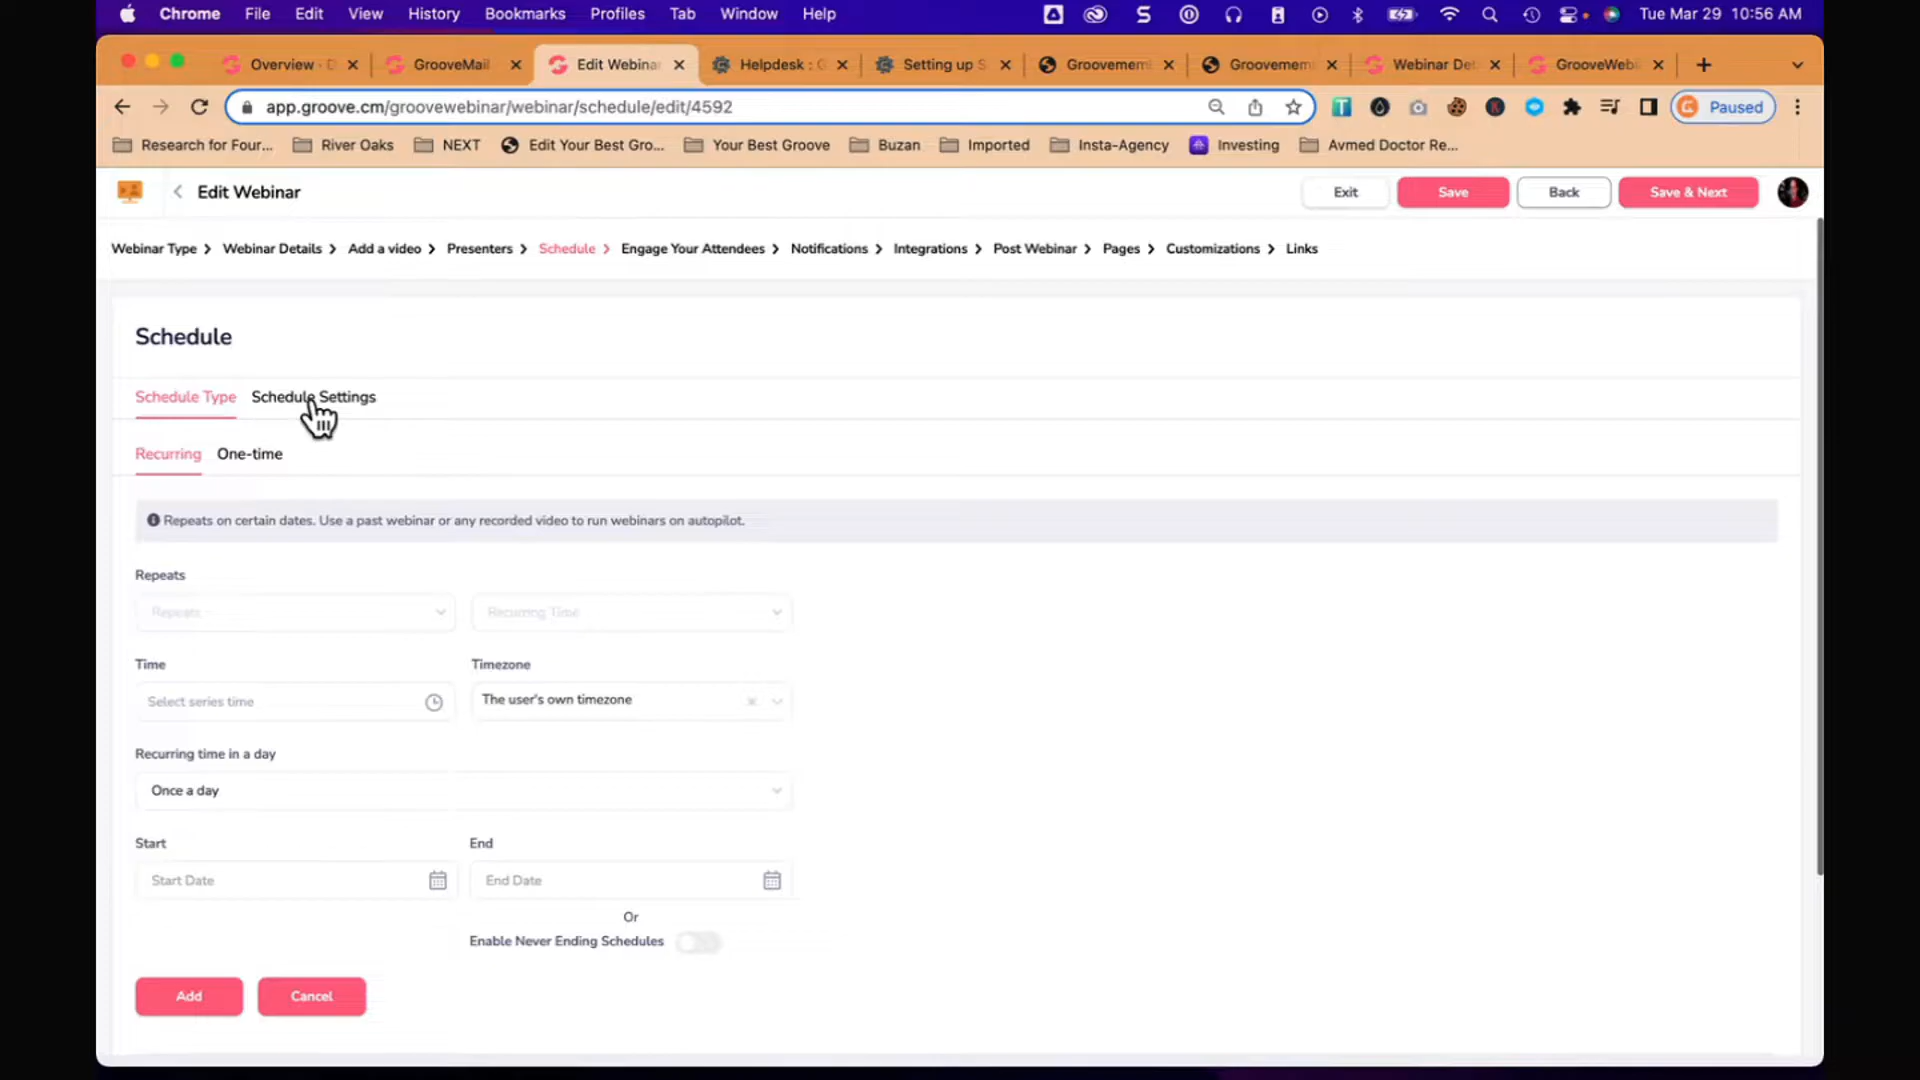 Chrome File Edit View History Bookmarks Profiles Tab Window Help Tue Mar 29 10:56 AM
Overview - D GrooveMail Edit Webinar Helpdesk : G Setting up S Groovemem Groovemem Webinar De GrooveWebi
app.groove.cm/groovewebinar/webinar/schedule/edit/4592 Paused
Research for Four... River Oaks NEXT Edit Your Best Gro... Your Best Groove Buzan Imported Insta-Agency Investing Avmed Doctor Re...
Edit Webinar Exit Save Back Save & Next
Webinar Type Webinar Details Add a video Presenters Schedule Engage Your Attendees Notifications Integrations Post Webinar Pages Customizations Links
Schedule
Schedule Type Schedule Settings
Recurring One-time
Repeats on certain dates. Use a past webinar or any recorded video to run webinars on autopilot.
Repeats
Repeats - Recurring Time
Time Timezone
Select series time The user's own timezone
Recurring time in a day
Once a day
Start End
Start Date End Date
Or
Enable Never Ending Schedules
Add Cancel